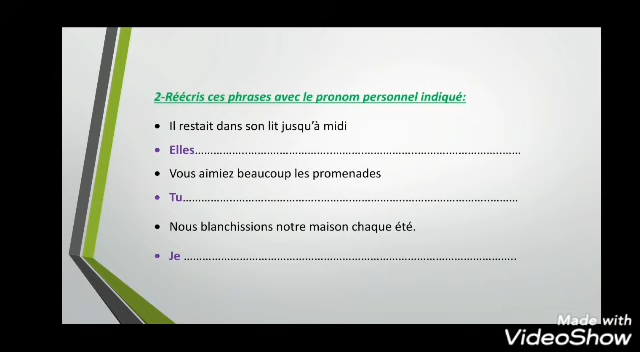 2-Réécris ces phrases avec le pronom personnel indiqué:
• Il restait dans son lit jusqu'à midi
• Elles....................................................................................................
• Vous aimiez beaucoup les promenades
• Tu....................................................................................................
• Nous blanchissions notre maison chaque été.
• Je ....................................................................................................
Made with
VideoShow